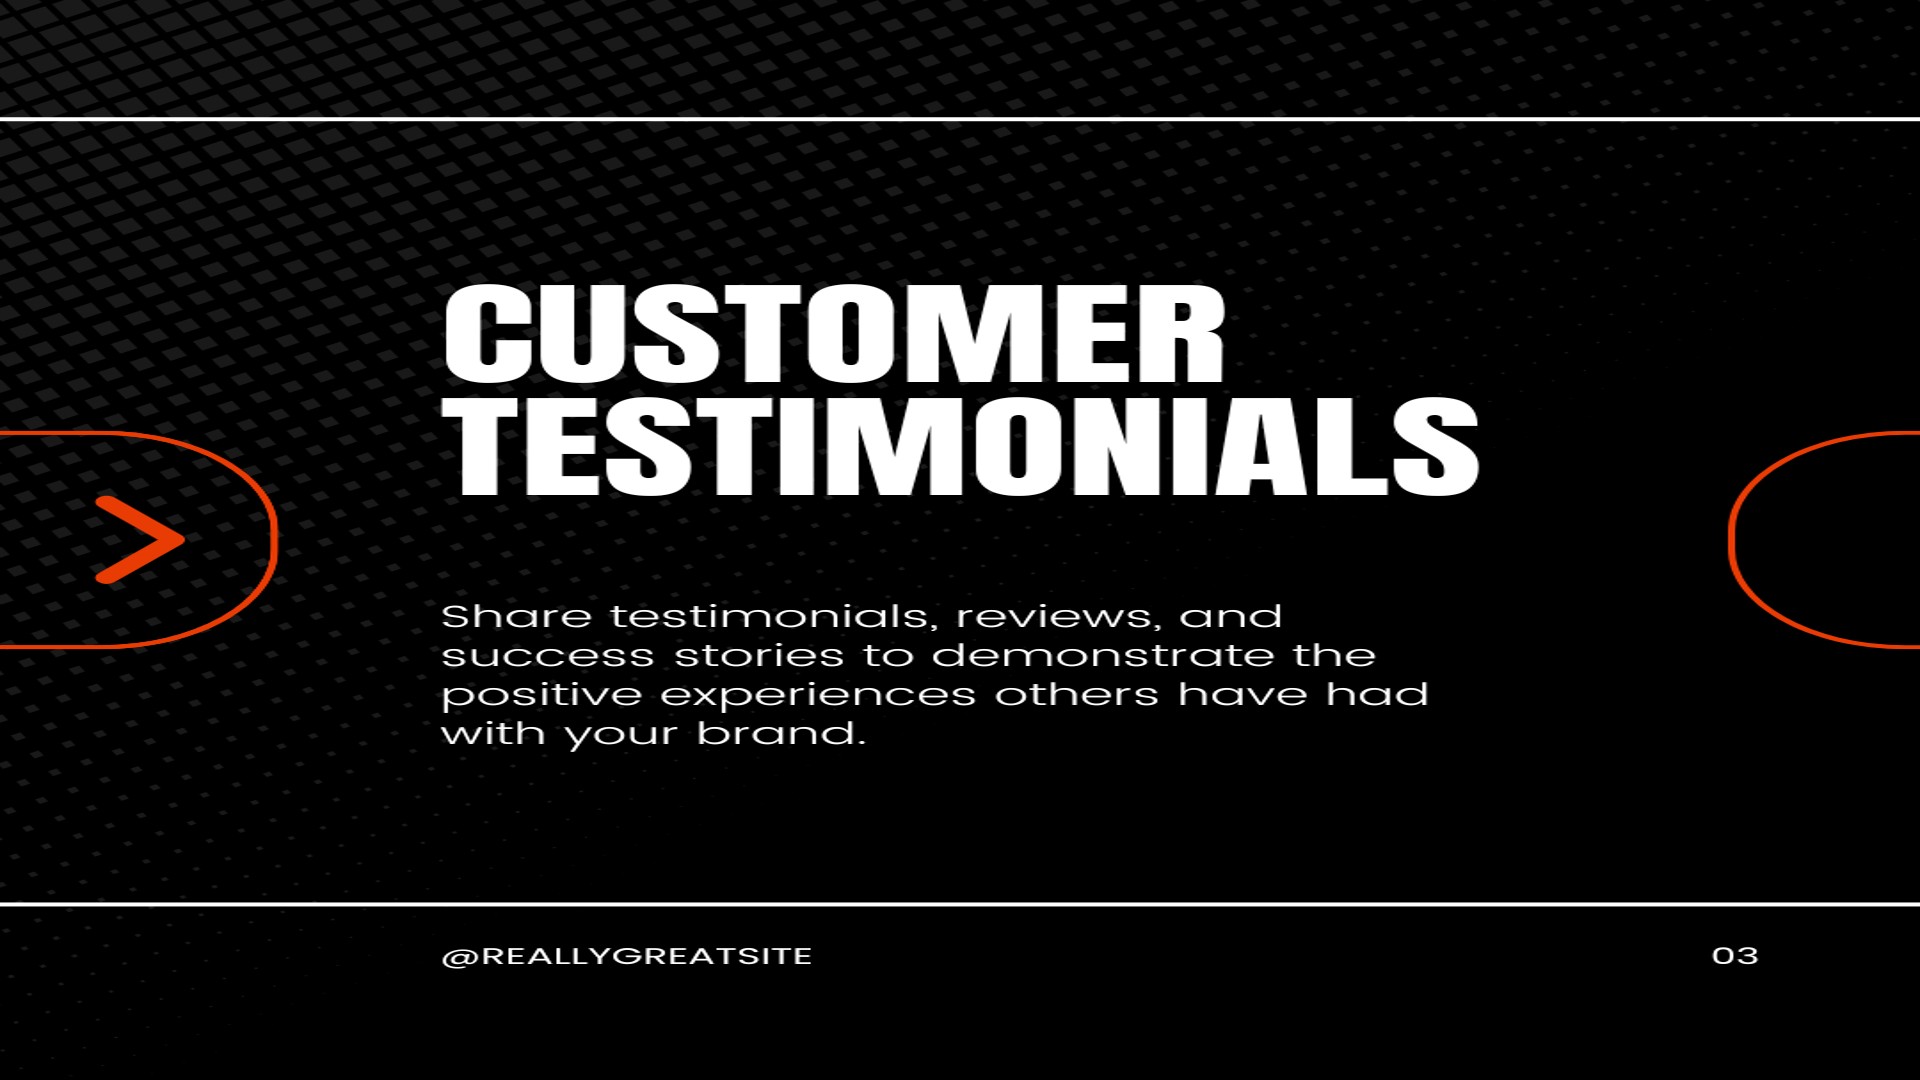 CUSTOMER
TESTIMONIALS
Share testimonials, reviews, and
success stories to demonstrate the
positive experiences others have had
with your brand.
@REALLYGREATSITE
03